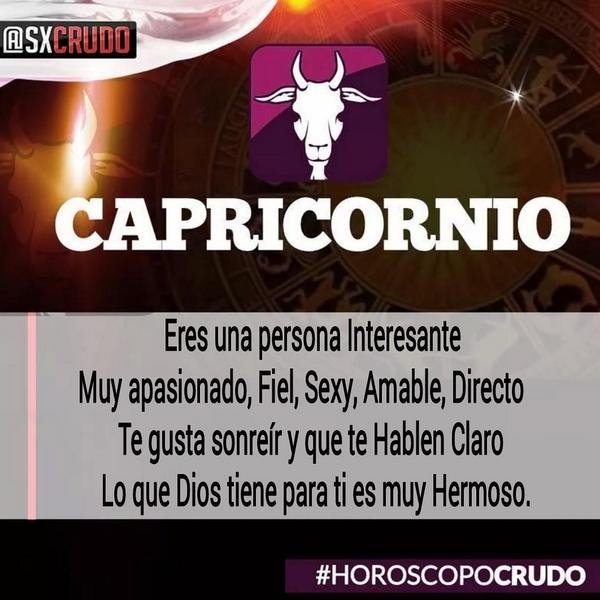 @SXCRUDO
CAPRICORNIO
Eres una persona Interesante
Muy apasionado, Fiel, Sexy, Amable, Directo
Te gusta sonreír y que te Hablen Claro
Lo que Dios tiene para ti es muy Hermoso.
#HOROSCOPOCRUDO